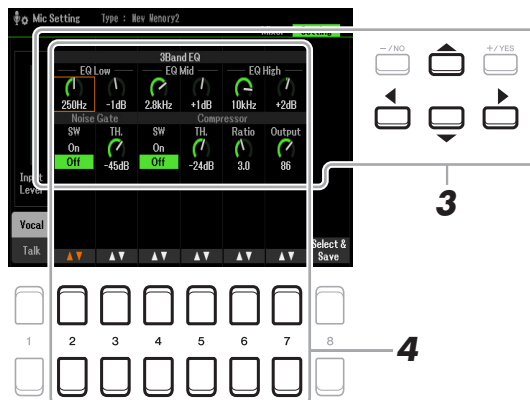 Mic Setting Type : New Nenory2
3Band EQ
EQ Low EQ Mid EQ High
250Hz -1dB 2.8kHz +1dB 10kHz +2dB
Noise Gate Compressor
SW TH. SW TH. Ratio Output
On On
Off -45dB Off -24dB 3.0 86
Input
Level
Vocal
Talk
Select &
Save
-/NO +/YES
3
1 2 3 4 5 6 7 8
4